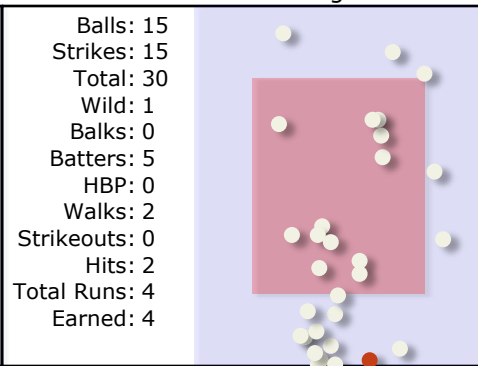 Balls: 15
Strikes: 15
Total: 30
Wild: 1
Balks: 0
Batters: 5
HBP: 0
Walks: 2
Strikeouts: 0
Hits: 2
Total Runs: 4
Earned: 4